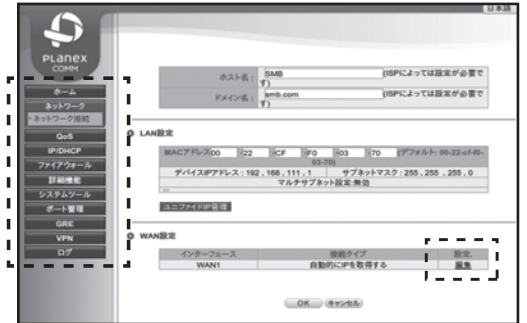 日本語
PLANEX
COMM
ホーム
ネットワーク
・ネットワーク接続
QoS
IP/DHCP
ファイアウォール
詳細機能
システムツール
ポート管理
GRE
VPN
ログ
ホスト名： SMB (ISPによっては設定が必要です)
ドメイン名： smb.com (ISPによっては設定が必要です)
LAN設定
MACアドレス:00 -22 -CF -F0 -03 -70 (デフォルト: 00-22-cf-f0-03-70)
デバイスIPアドレス : 192 . 168 . 111 . 1 サブネットマスク : 255 . 255 . 255 . 0
マルチサブネット設定:無効
ユニファイドIP管理
WAN設定
インターフェース 接続タイプ 設定.
WAN1 自動的にIPを取得する 編集
OK キャンセル